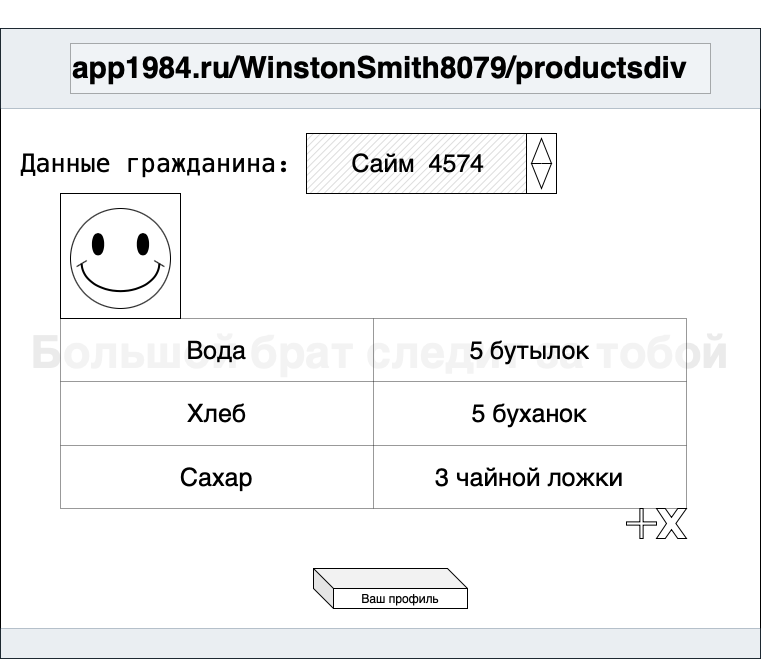 app1984.ru/WinstonSmith8079/productsdiv
Данные гражданина:
Сайм 4574
Большой брат следит за тобой
Вода 5 бутылок
Хлеб 5 буханок
Сахар 3 чайной ложки
+X
Ваш профиль